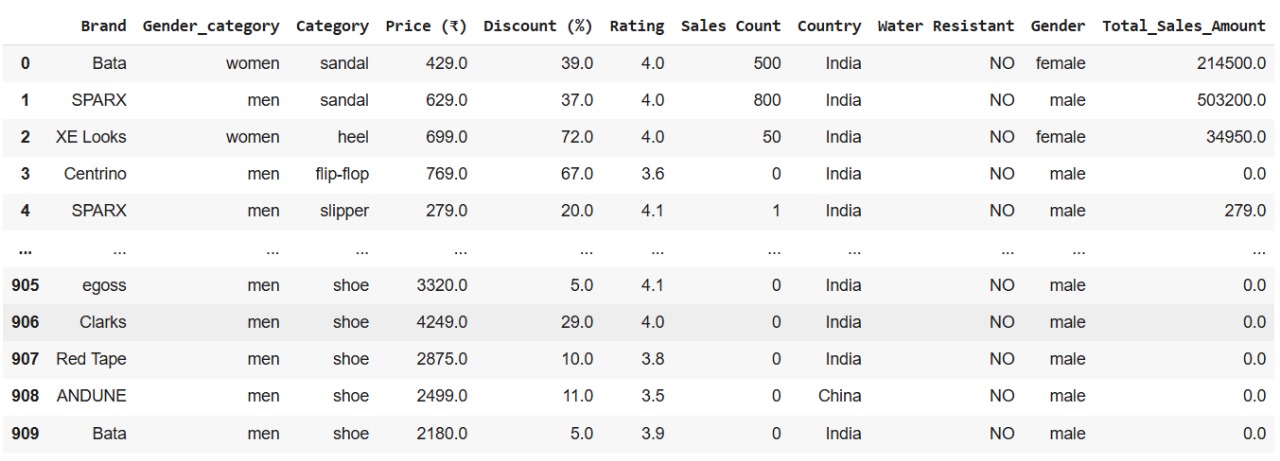 Brand Gender_category Category Price (₹) Discount (%) Rating Sales Count Country Water Resistant Gender Total_Sales_Amount
0 Bata women sandal 429.0 39.0 4.0 500 India NO female 214500.0
1 SPARX men sandal 629.0 37.0 4.0 800 India NO male 503200.0
2 XE Looks women heel 699.0 72.0 4.0 50 India NO female 34950.0
3 Centrino men flip-flop 769.0 67.0 3.6 0 India NO male 0.0
4 SPARX men slipper 279.0 20.0 4.1 1 India NO male 279.0
... ... ... ... ... ... ... ... ... ... ... ...
905 egoss men shoe 3320.0 5.0 4.1 0 India NO male 0.0
906 Clarks men shoe 4249.0 29.0 4.0 0 India NO male 0.0
907 Red Tape men shoe 2875.0 10.0 3.8 0 India NO male 0.0
908 ANDUNE men shoe 2499.0 11.0 3.5 0 China NO male 0.0
909 Bata men shoe 2180.0 5.0 3.9 0 India NO male 0.0